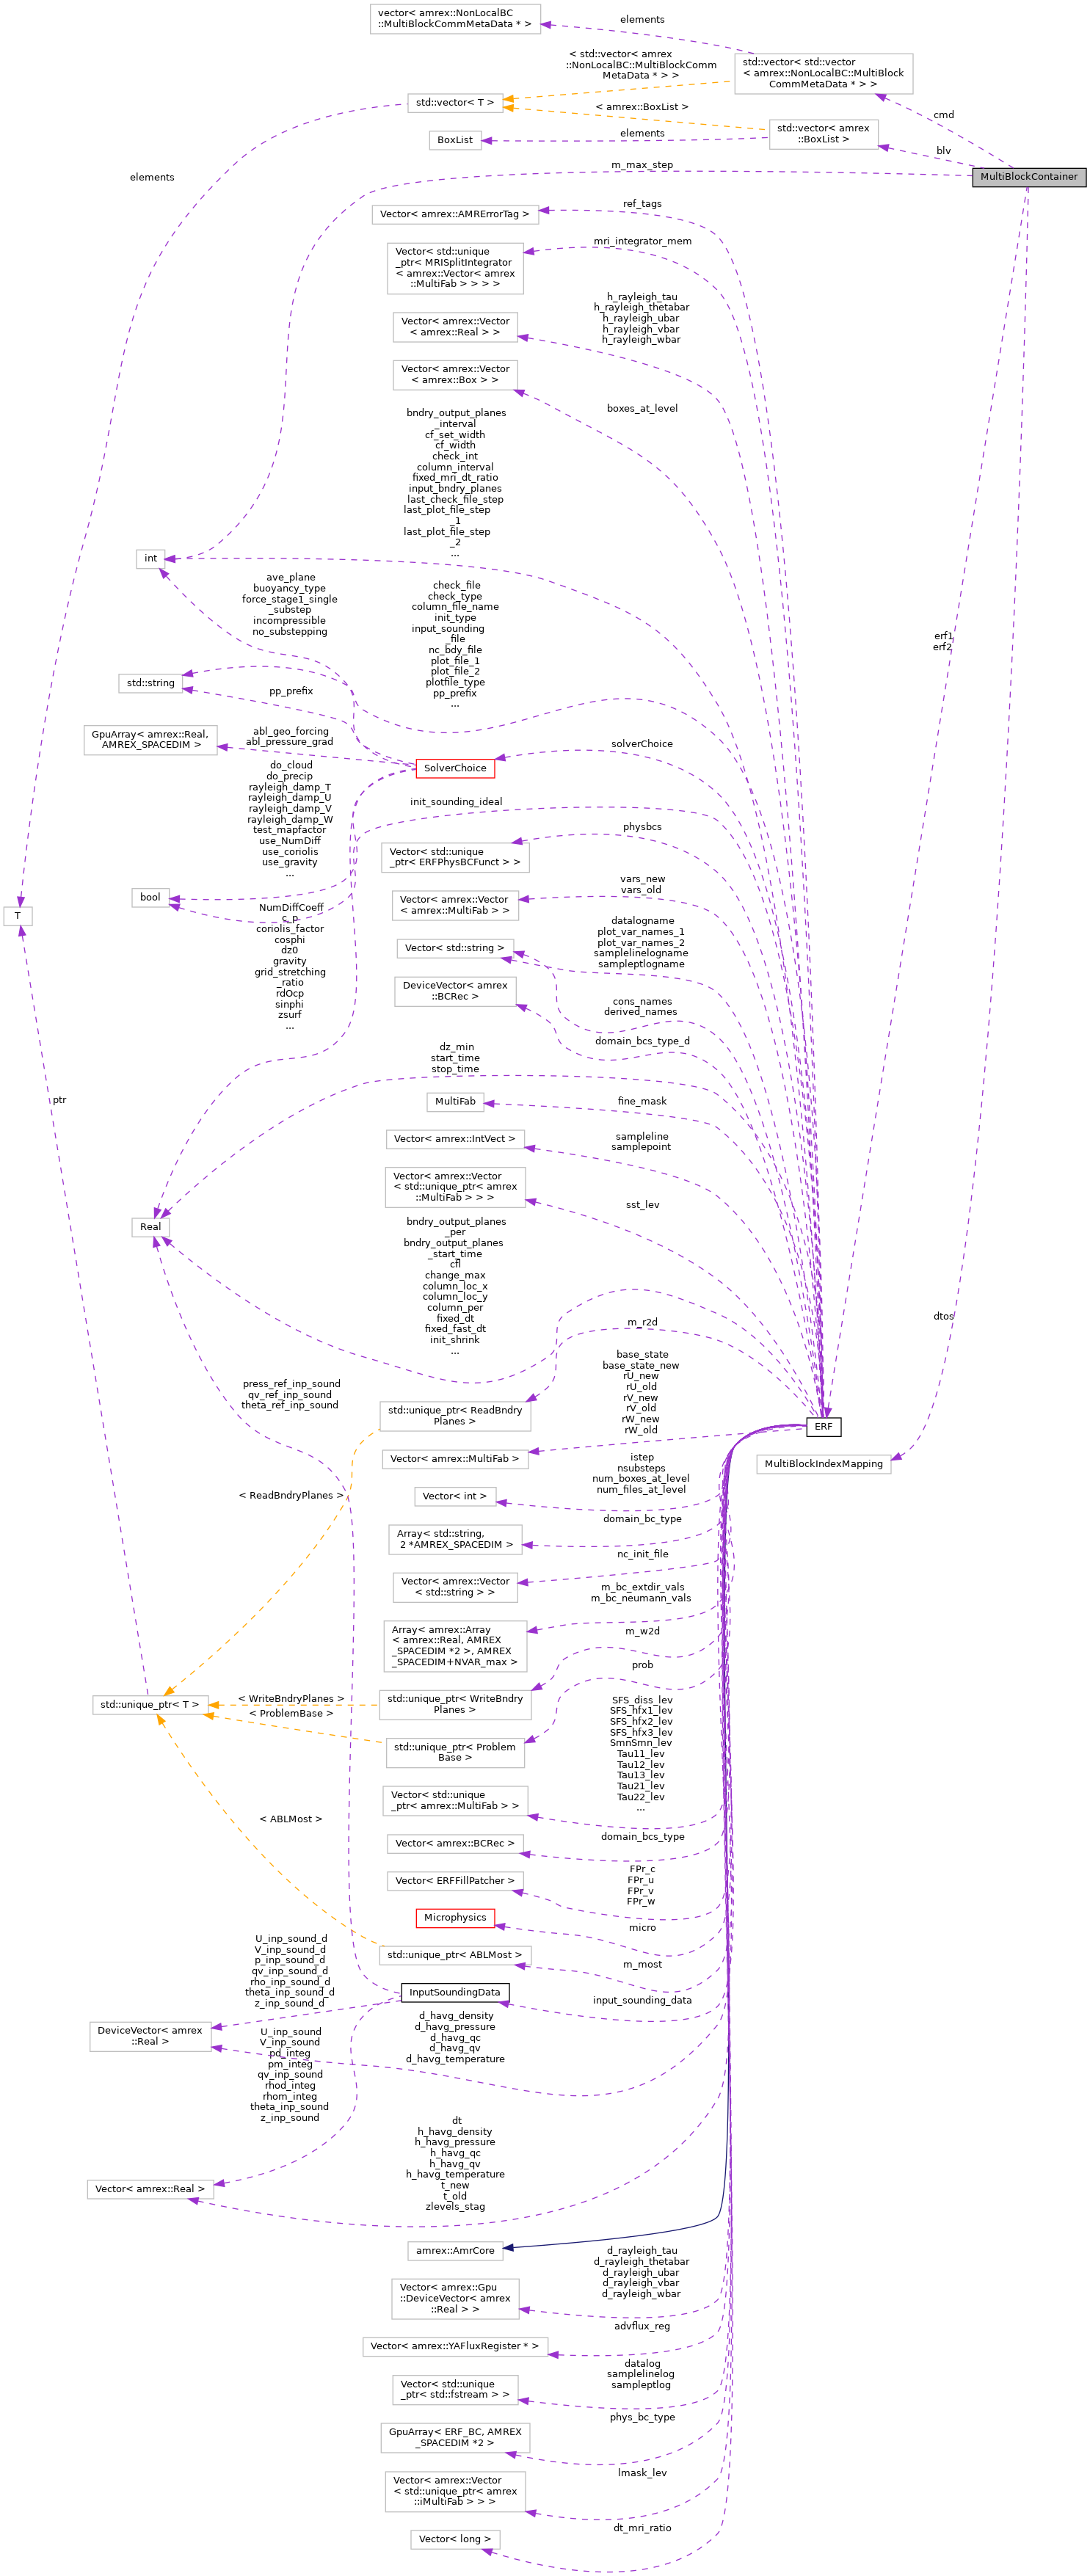 vector< amrex::NonLocalBC
::MultiBlockCommMetaData * >
elements
std::vector< std::vector
< amrex::NonLocalBC::MultiBlock
CommMetaData * > >
< std::vector< amrex
::NonLocalBC::MultiBlockComm
MetaData * > >
std::vector< T >
< amrex::BoxList >
cmd
BoxList
elements
std::vector< amrex
::BoxList >
blv
elements
m_max_step
MultiBlockContainer
Vector< amrex::AMRErrorTag >
ref_tags
Vector< std::unique
_ptr< MRISplitIntegrator
< amrex::Vector< amrex
::MultiFab > > > >
mri_integrator_mem
Vector< amrex::Vector
< amrex::Real > >
h_rayleigh_tau
h_rayleigh_thetabar
h_rayleigh_ubar
h_rayleigh_vbar
h_rayleigh_wbar
Vector< amrex::Vector
< amrex::Box > >
boxes_at_level
bndry_output_planes
_interval
cf_set_width
cf_width
check_int
column_interval
fixed_mri_dt_ratio
input_bndry_planes
last_check_file_step
last_plot_file_step
_1
last_plot_file_step
_2
...
int
ave_plane
buoyancy_type
force_stage1_single
_substep
incompressible
no_substepping
check_file
check_type
column_file_name
init_type
input_sounding
_file
nc_bdy_file
plot_file_1
plot_file_2
plotfile_type
pp_prefix
...
erf1
erf2
std::string
pp_prefix
GpuArray< amrex::Real,
AMREX_SPACEDIM >
abl_geo_forcing
abl_pressure_grad
SolverChoice
solverChoice
do_cloud
do_precip
rayleigh_damp_T
rayleigh_damp_U
rayleigh_damp_V
rayleigh_damp_W
test_mapfactor
use_NumDiff
use_coriolis
use_gravity
...
init_sounding_ideal
Vector< std::unique
_ptr< ERFPhysBCFunct > >
physbcs
bool
Vector< amrex::Vector
< amrex::MultiFab > >
vars_new
vars_old
T
NumDiffCoeff
c_p
coriolis_factor
cosphi
dz0
gravity
grid_stretching
_ratio
rdOcp
sinphi
zsurf
...
Vector< std::string >
datalogname
plot_var_names_1
plot_var_names_2
samplelinelogname
sampleptlogname
DeviceVector< amrex
::BCRec >
cons_names
derived_names
domain_bcs_type_d
dz_min
start_time
stop_time
ptr
MultiFab
fine_mask
Vector< amrex::IntVect >
sampleline
samplepoint
Vector< amrex::Vector
< std::unique_ptr< amrex
::MultiFab > > >
sst_lev
Real
bndry_output_planes
_per
bndry_output_planes
_start_time
cfl
change_max
column_loc_x
column_loc_y
column_per
fixed_dt
fixed_fast_dt
init_shrink
...
m_r2d
dtos
press_ref_inp_sound
qv_ref_inp_sound
theta_ref_inp_sound
std::unique_ptr< ReadBndry
Planes >
base_state
base_state_new
rU_new
rU_old
rV_new
rV_old
rW_new
rW_old
ERF
Vector< amrex::MultiFab >
MultiBlockIndexMapping
< ReadBndryPlanes >
Vector< int >
istep
nsubsteps
num_boxes_at_level
num_files_at_level
Array< std::string,
2 *AMREX_SPACEDIM >
domain_bc_type
Vector< amrex::Vector
< std::string > >
nc_init_file
Array< amrex::Array
< amrex::Real, AMREX
_SPACEDIM *2 >, AMREX
_SPACEDIM+NVAR_max >
m_bc_extdir_vals
m_bc_neumann_vals
m_w2d
std::unique_ptr< T >
< WriteBndryPlanes >
< ProblemBase >
std::unique_ptr< WriteBndry
Planes >
prob
std::unique_ptr< Problem
Base >
SFS_diss_lev
SFS_hfx1_lev
SFS_hfx2_lev
SFS_hfx3_lev
SmnSmn_lev
Tau11_lev
Tau12_lev
Tau13_lev
Tau21_lev
Tau22_lev
...
Vector< std::unique
_ptr< amrex::MultiFab > >
< ABLMost >
Vector< amrex::BCRec >
domain_bcs_type
Vector< ERFFillPatcher >
FPr_c
FPr_u
FPr_v
FPr_w
Microphysics
micro
std::unique_ptr< ABLMost >
m_most
U_inp_sound_d
V_inp_sound_d
p_inp_sound_d
qv_inp_sound_d
rho_inp_sound_d
theta_inp_sound_d
z_inp_sound_d
InputSoundingData
input_sounding_data
DeviceVector< amrex
::Real >
d_havg_density
d_havg_pressure
d_havg_qc
d_havg_qv
d_havg_temperature
U_inp_sound
V_inp_sound
pd_integ
pm_integ
qv_inp_sound
rhod_integ
rhom_integ
theta_inp_sound
z_inp_sound
dt
h_havg_density
h_havg_pressure
h_havg_qc
h_havg_qv
h_havg_temperature
t_new
t_old
zlevels_stag
Vector< amrex::Real >
amrex::AmrCore
Vector< amrex::Gpu
::DeviceVector< amrex
::Real > >
d_rayleigh_tau
d_rayleigh_thetabar
d_rayleigh_ubar
d_rayleigh_vbar
d_rayleigh_wbar
Vector< amrex::YAFluxRegister * >
advflux_reg
Vector< std::unique
_ptr< std::fstream > >
datalog
samplelinelog
sampleptlog
GpuArray< ERF_BC, AMREX
_SPACEDIM *2 >
phys_bc_type
Vector< amrex::Vector
< std::unique_ptr< amrex
::iMultiFab > > >
lmask_lev
Vector< long >
dt_mri_ratio